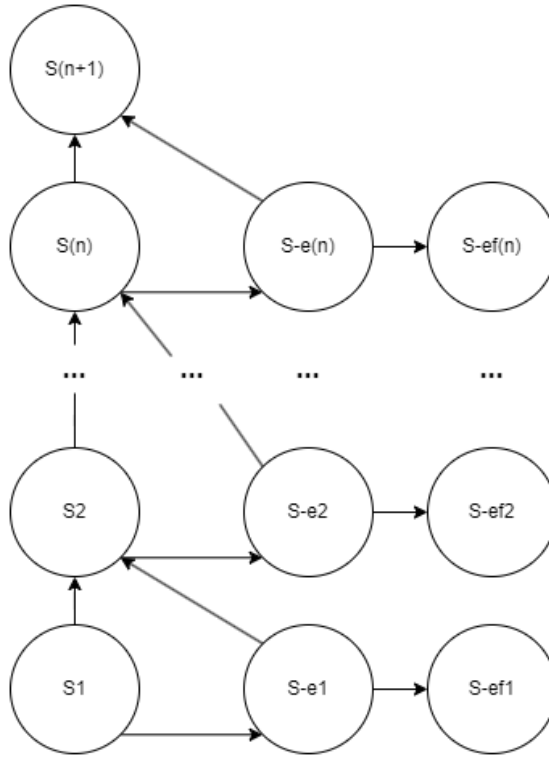 S(n+1)
S(n)
S-e(n)
S-ef(n)
... ... ... ...
S2
S-e2
S-ef2
S1
S-e1
S-ef1